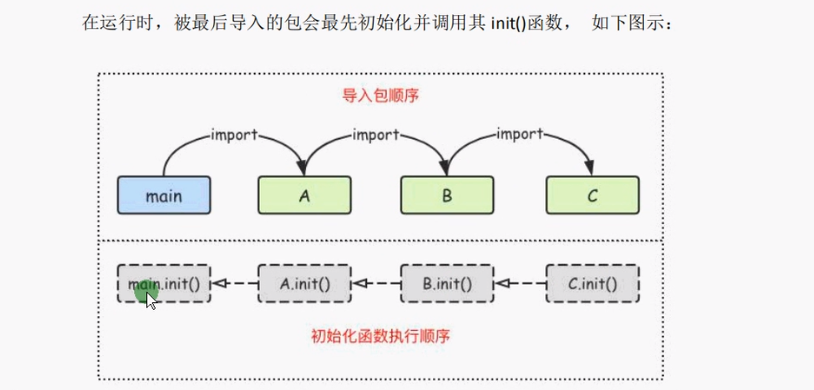 在运行时，被最后导入的包会最先初始化并调用其 init()函数， 如下图示：
导入包顺序
import import import
main A B C
main.init() A.init() B.init() C.init()
初始化函数执行顺序